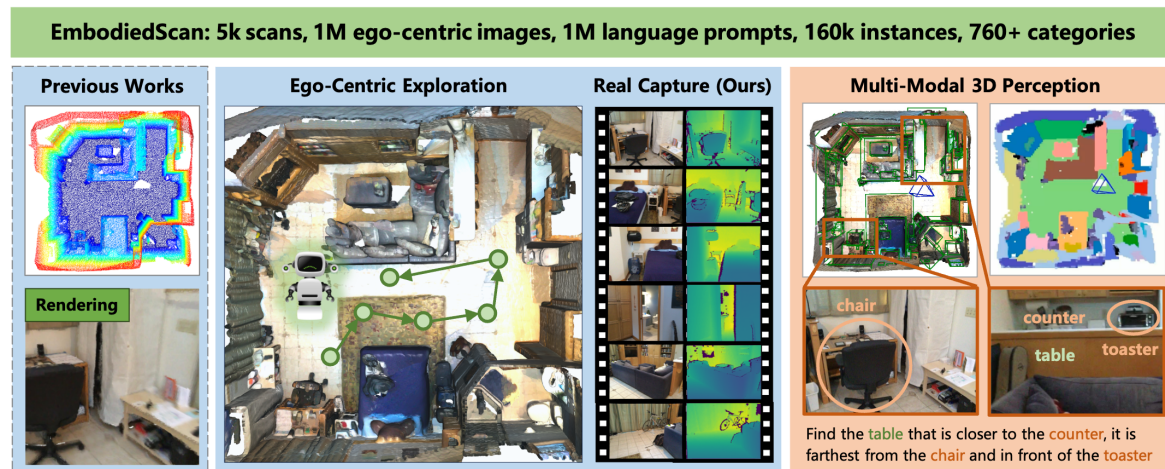 EmbodiedScan: 5k scans, 1M ego-centric images, 1M language prompts, 160k instances, 760+ categories
Previous Works
Rendering
Ego-Centric Exploration
Real Capture (Ours)
Multi-Modal 3D Perception
chair
counter
table
toaster
Find the table that is closer to the counter, it is
farthest from the chair and in front of the toaster